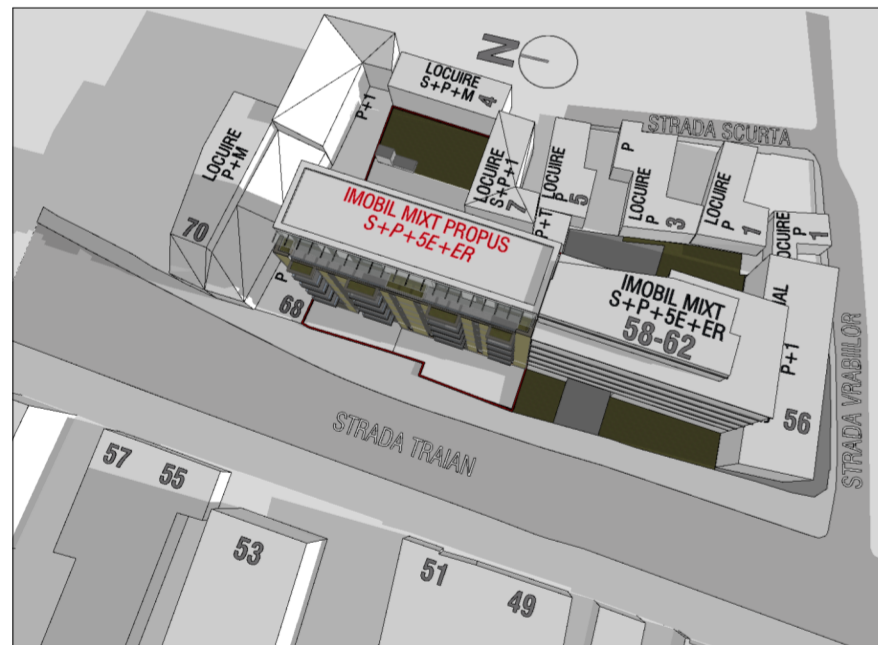 N
LOCUIRE
S+P+M
4
P+1
LOCUIRE
P+M
70
STRADA SCURTA
LOCUIRE
S+P+1
7
LOCUIRE
P
5
P
LOCUIRE
P
3
LOCUIRE
P
1
P
1
IMOBIL MIXT PROPUS
S+P+5E+ER
P
68
IMOBIL MIXT
S+P+5E+ER
58-62
P+1
56
STRADA VRABIILOR
STRADA TRAIAN
57
55
53
51
49